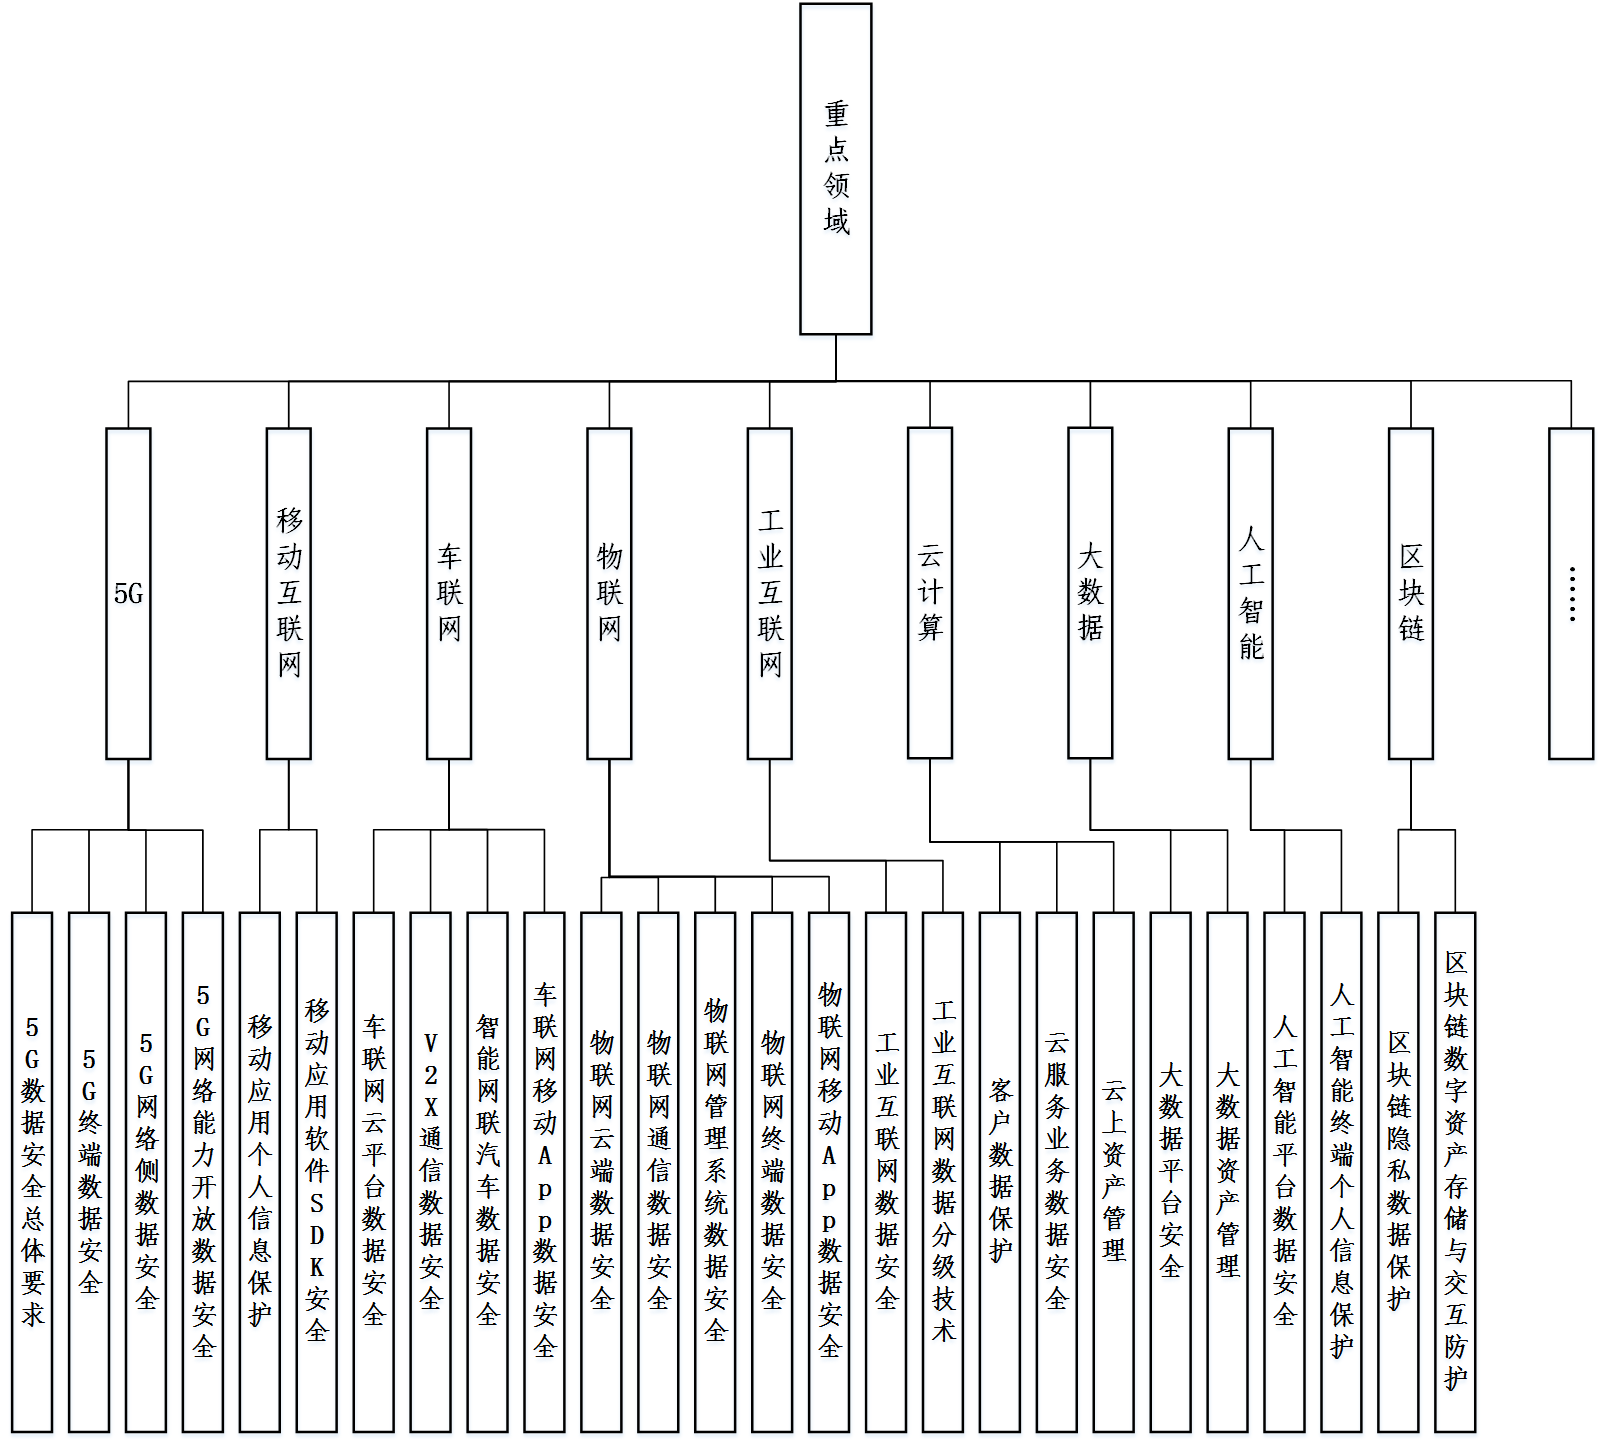 重点领域
5G
移动互联网
车联网
物联网
工业互联网
云计算
大数据
人工智能
区块链
……
5G数据安全总体要求
5G终端数据安全
5G网络侧数据安全
5G网络能力开放数据安全
移动应用个人信息保护
移动应用软件SDK安全
车联网云平台数据安全
V2X通信数据安全
智能网联汽车数据安全
车联网移动App数据安全
物联网云端数据安全
物联网通信数据安全
物联网管理系统数据安全
物联网终端数据安全
物联网移动App数据安全
工业互联网数据安全
工业互联网数据分级技术
客户数据保护
云服务业务数据安全
云上资产管理
大数据平台安全
大数据资产管理
人工智能平台数据安全
人工智能终端个人信息保护
区块链隐私数据保护
区块链数字资产存储与交互防护